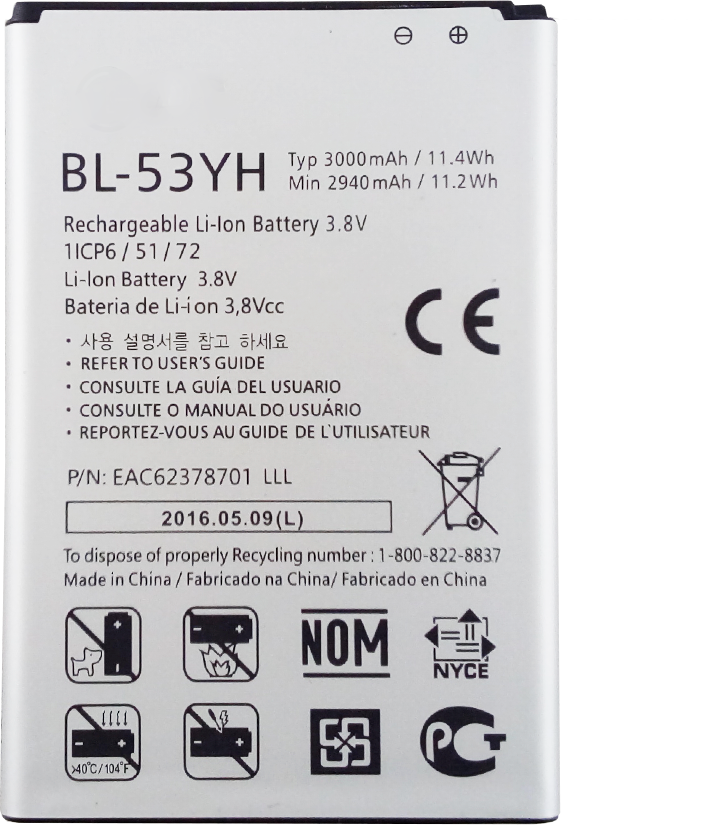 BL-53YH
Typ 3000mAh / 11.4Wh
Min 2940mAh / 11.2Wh
Rechargeable Li-Ion Battery 3.8V
1ICP6 / 51 / 72
Li-Ion Battery 3.8V
Bateria de Li-ion 3,8Vcc
CE
• 사용 설명서를 참고 하세요
• REFER TO USER'S GUIDE
• CONSULTE LA GUÍA DEL USUARIO
• CONSULTE O MANUAL DO USUÁRIO
• REPORTEZ-VOUS AU GUIDE DE L'UTILISATEUR
P/N: EAC62378701 LLL
2016.05.09(L)
To dispose of properly Recycling number : 1-800-822-8837
Made in China / Fabricado na China/ Fabricado en China
NOM
NYCE
>40°C/104°F
PCT